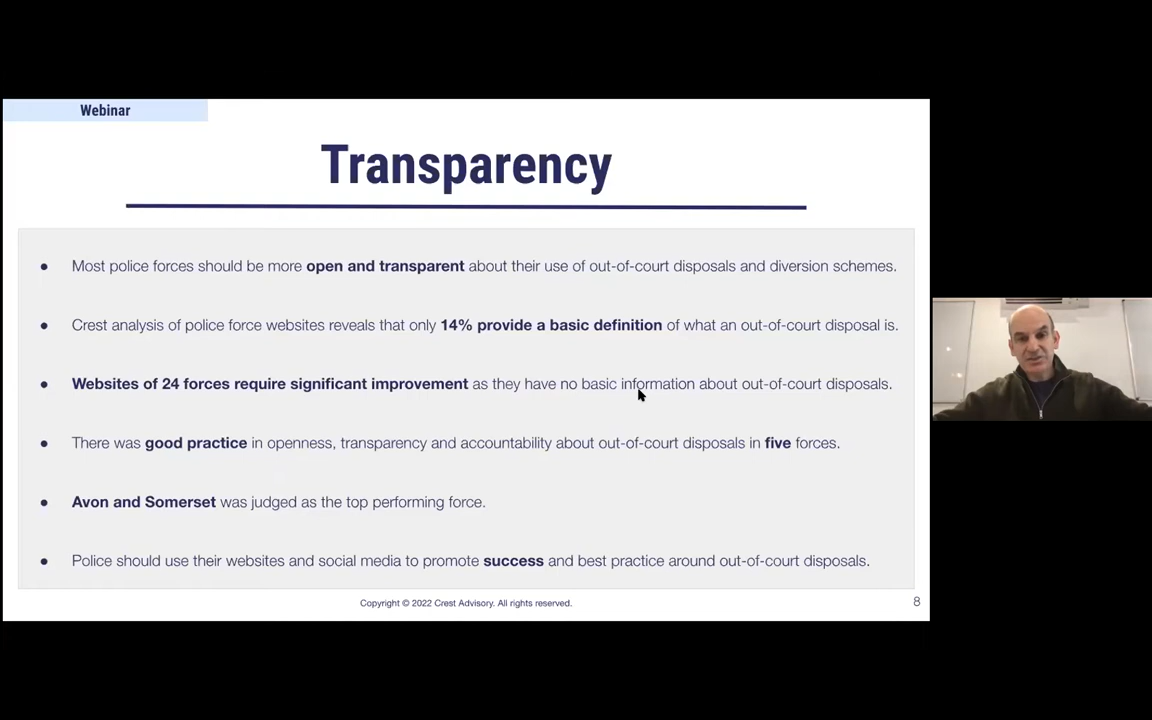 Webinar
Transparency
● Most police forces should be more open and transparent about their use of out-of-court disposals and diversion schemes.
● Crest analysis of police force websites reveals that only 14% provide a basic definition of what an out-of-court disposal is.
● Websites of 24 forces require significant improvement as they have no basic information about out-of-court disposals.
● There was good practice in openness, transparency and accountability about out-of-court disposals in five forces.
● Avon and Somerset was judged as the top performing force.
● Police should use their websites and social media to promote success and best practice around out-of-court disposals.
Copyright © 2022 Crest Advisory. All rights reserved.
8